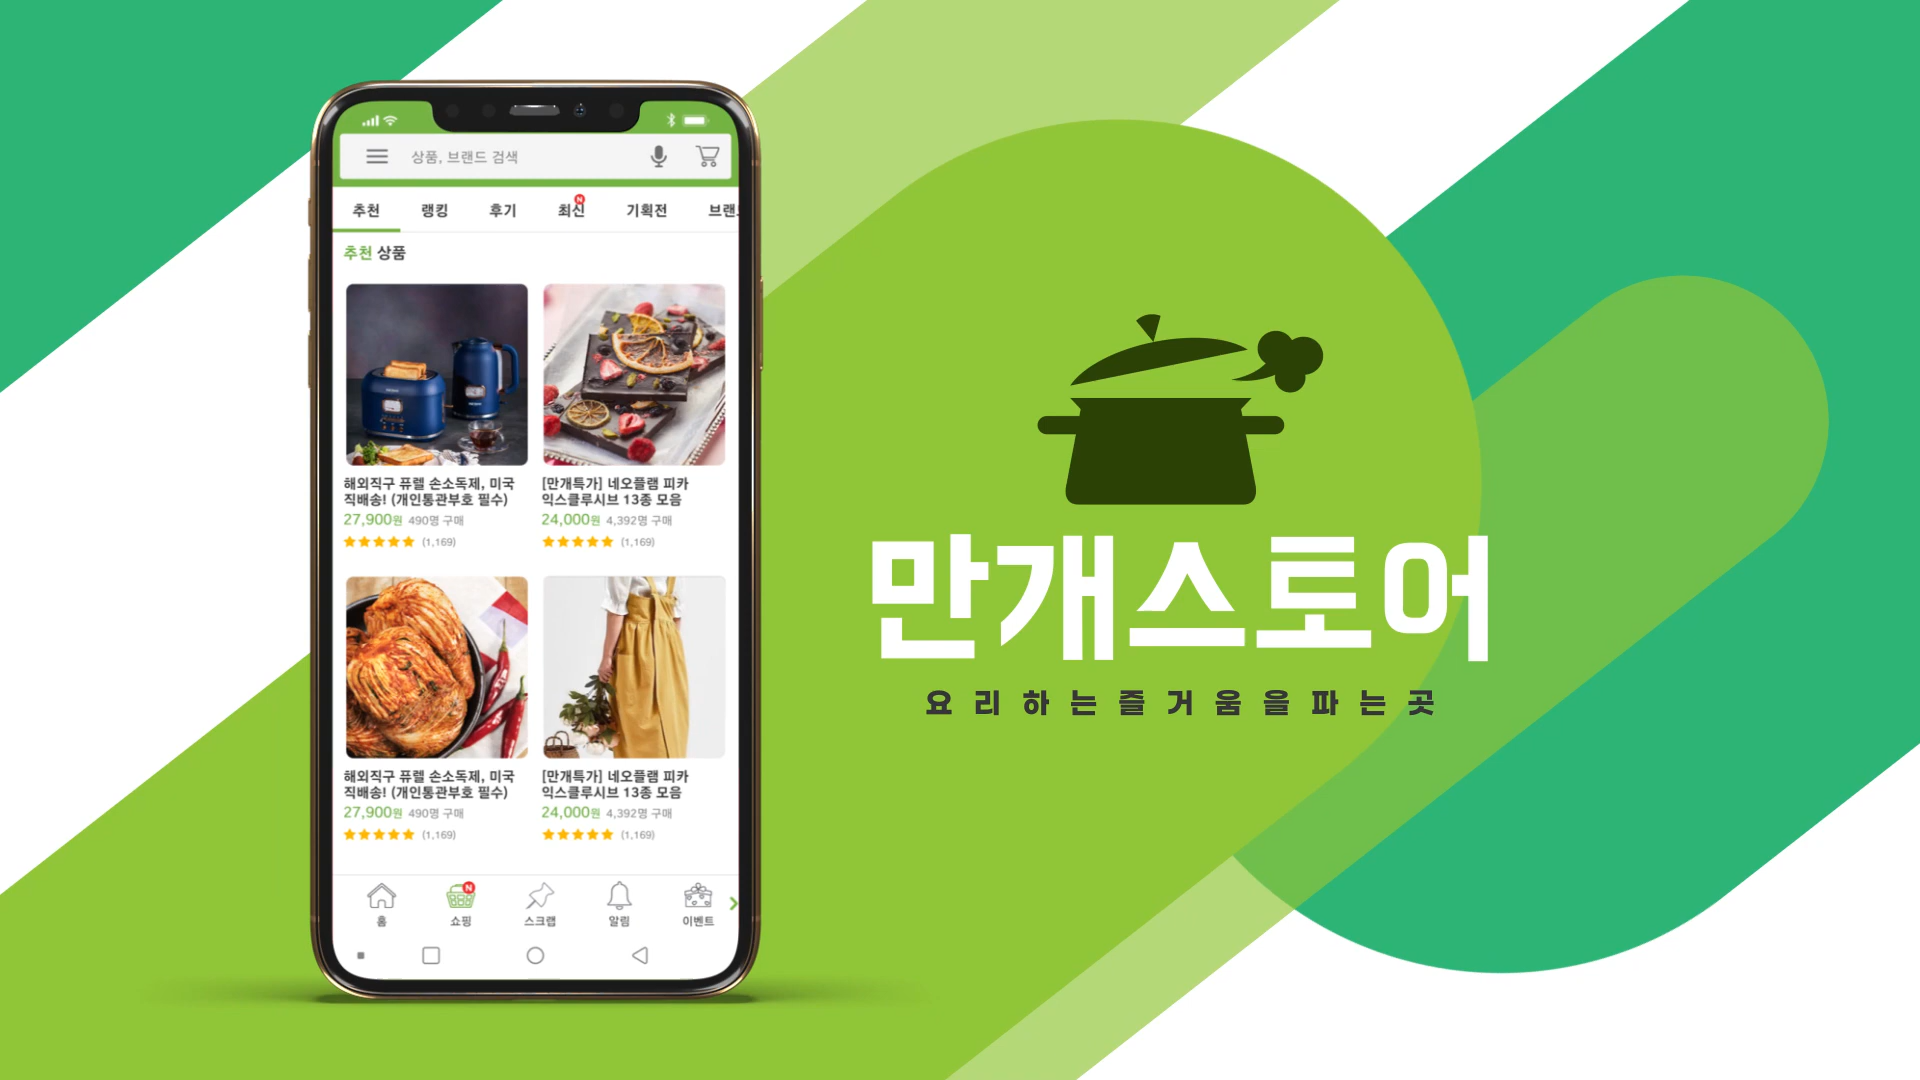 상품, 브랜드 검색
추천 랭킹 후기 최신 N 기획전 브랜드
추천 상품
해외직구 퓨렐 손소독제, 미국
직배송! (개인통관부호 필수)
27,900원 490명 구매
(1,169)
[만개특가] 네오플램 피카
익스클루시브 13종 모음
24,000원 4,392명 구매
(1,169)
해외직구 퓨렐 손소독제, 미국
직배송! (개인통관부호 필수)
27,900원 490명 구매
(1,169)
[만개특가] 네오플램 피카
익스클루시브 13종 모음
24,000원 4,392명 구매
(1,169)
N
홈 쇼핑 스크랩 알림 이벤트
만개스토어
요리하는즐거움을파는곳